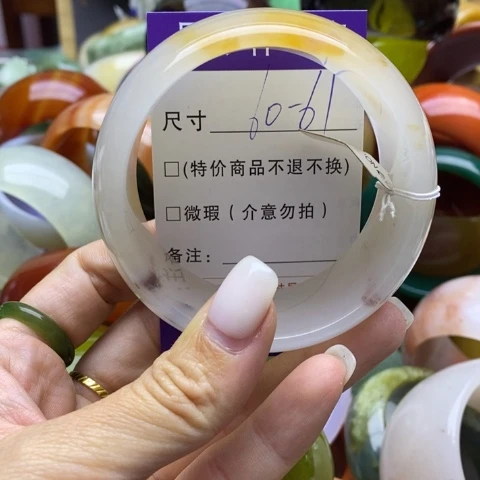 尺寸 60-61
□(特价商品不退不换)
□微瑕（介意勿拍）
备注：